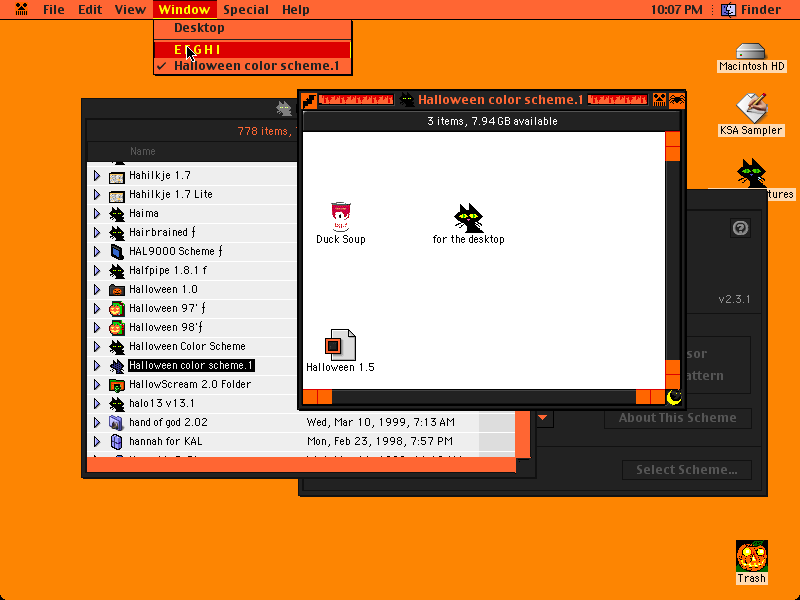 File Edit View Window Special Help 10:07 PM Finder
Desktop
Halloween color scheme.1
Macintosh HD
KSA Sampler
tures
Trash
778 items,
Name
Hahilkje 1.7
Hahilkje 1.7 Lite
Haima
Hairbrained ƒ
HAL9000 Scheme ƒ
Halfpipe 1.8.1 f
Halloween 1.0
Halloween 97' ƒ
Halloween 98'ƒ
Halloween Color Scheme
Halloween color scheme.1
HallowScream 2.0 Folder
halo13 v13.1
hand of god 2.02 Wed, Mar 10, 1999, 7:13 AM
hannah for KAL Mon, Feb 23, 1998, 7:57 PM
Halloween color scheme.1
3 items, 7.94 GB available
Duck Soup
for the desktop
Halloween 1.5
?
v2.3.1
sor
attern
About This Scheme
Select Scheme...